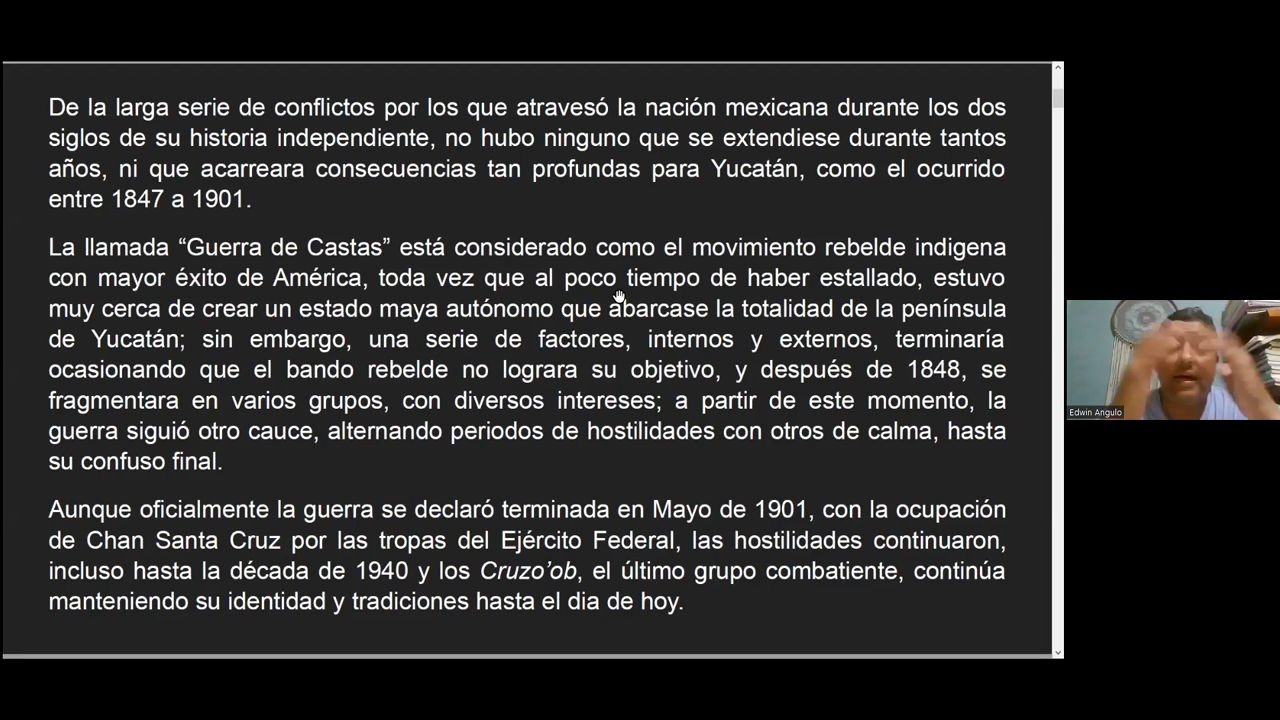 De la larga serie de conflictos por los que atravesó la nación mexicana durante los dos
siglos de su historia independiente, no hubo ninguno que se extendiese durante tantos
años, ni que acarreara consecuencias tan profundas para Yucatán, como el ocurrido
entre 1847 a 1901.
La llamada “Guerra de Castas” está considerado como el movimiento rebelde indigena
con mayor éxito de América, toda vez que al poco tiempo de haber estallado, estuvo
muy cerca de crear un estado maya autónomo que abarcase la totalidad de la península
de Yucatán; sin embargo, una serie de factores, internos y externos, terminaría
ocasionando que el bando rebelde no lograra su objetivo, y después de 1848, se
fragmentara en varios grupos, con diversos intereses; a partir de este momento, la
guerra siguió otro cauce, alternando periodos de hostilidades con otros de calma, hasta
su confuso final.
Aunque oficialmente la guerra se declaró terminada en Mayo de 1901, con la ocupación
de Chan Santa Cruz por las tropas del Ejército Federal, las hostilidades continuaron,
incluso hasta la década de 1940 y los Cruzo’ob, el último grupo combatiente, continúa
manteniendo su identidad y tradiciones hasta el dia de hoy.
Edwin Angulo